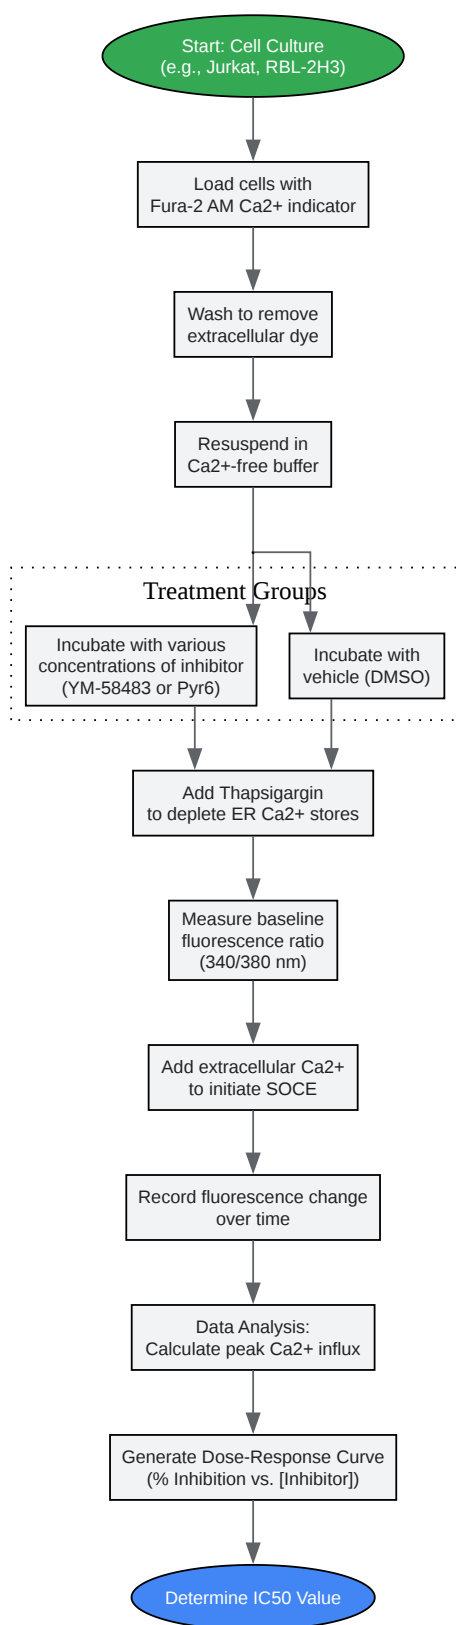 Start: Cell Culture
(e.g., Jurkat, RBL-2H3)
Load cells with
Fura-2 AM Ca2+ indicator
Wash to remove
extracellular dye
Resuspend in
Ca2+-free buffer
Treatment Groups
Incubate with various
concentrations of inhibitor
(YM-58483 or Pyr6)
Incubate with
vehicle (DMSO)
Add Thapsigargin
to deplete ER Ca2+ stores
Measure baseline
fluorescence ratio
(340/380 nm)
Add extracellular Ca2+
to initiate SOCE
Record fluorescence change
over time
Data Analysis:
Calculate peak Ca2+ influx
Generate Dose-Response Curve
(% Inhibition vs. [Inhibitor])
Determine IC50 Value